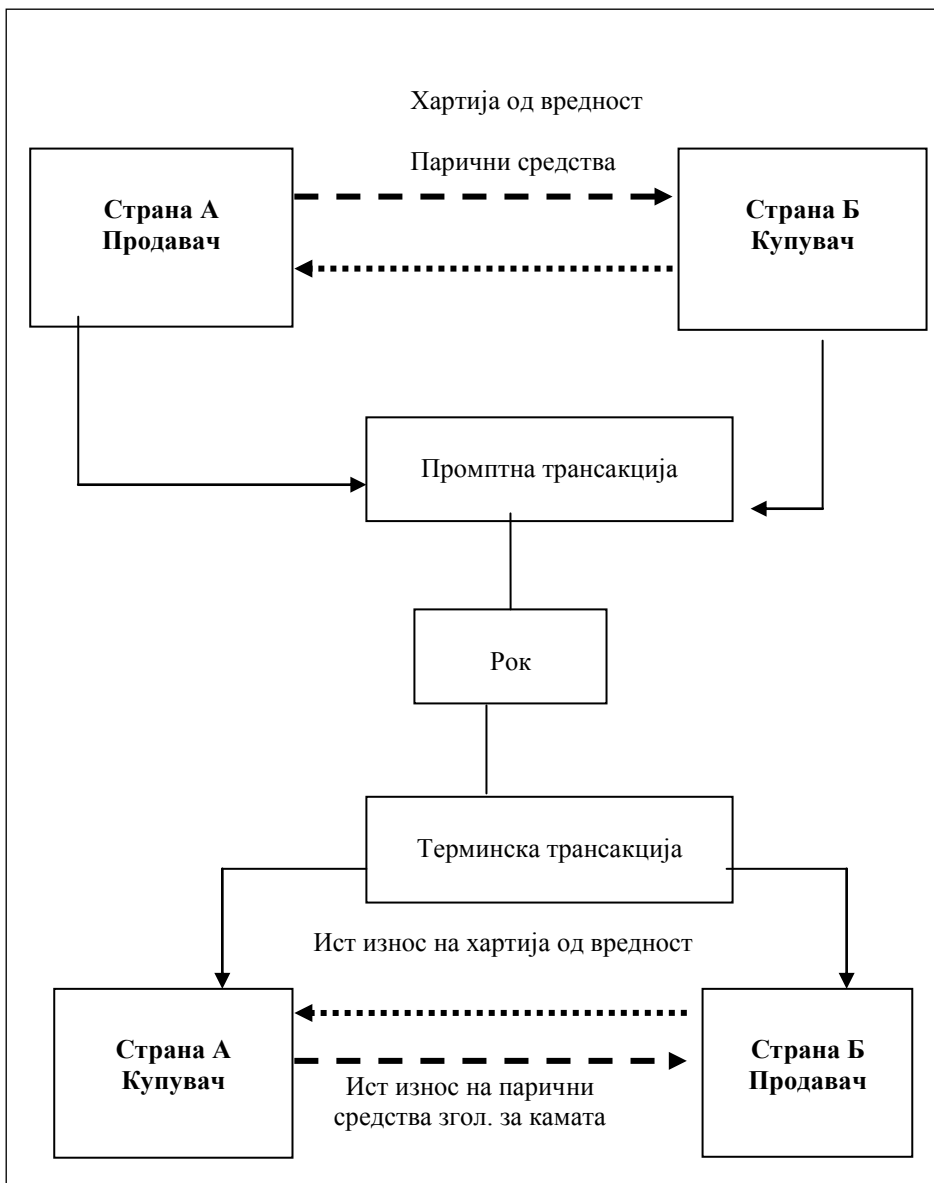 Хартија од вредност
Парични средства
Страна А
Продавач
Страна Б
Купувач
Промптна трансакција
Рок
Терминска трансакција
Ист износ на хартија од вредност
Страна А
Купувач
Страна Б
Продавач
Ист износ на парични
средства згол. за камата